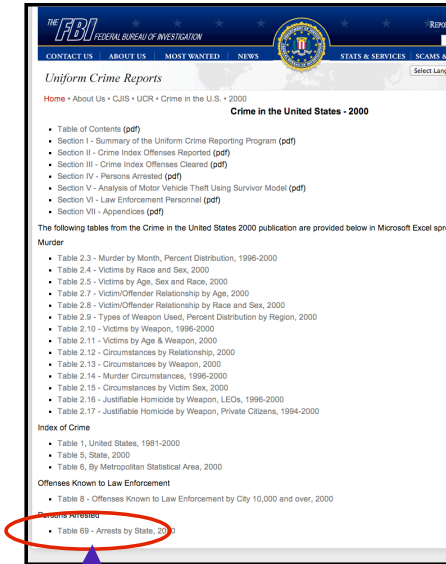 THE FBI FEDERAL BUREAU OF INVESTIGATION
REPO
CONTACT US ABOUT US MOST WANTED NEWS STATS & SERVICES SCAMS &
Uniform Crime Reports
Select Lang
Home • About Us • CJIS • UCR • Crime in the U.S. • 2000
Crime in the United States - 2000
Table of Contents (pdf)
Section I - Summary of the Uniform Crime Reporting Program (pdf)
Section II - Crime Index Offenses Reported (pdf)
Section III - Crime Index Offenses Cleared (pdf)
Section IV - Persons Arrested (pdf)
Section V - Analysis of Motor Vehicle Theft Using Survivor Model (pdf)
Section VI - Law Enforcement Personnel (pdf)
Section VII - Appendices (pdf)
The following tables from the Crime in the United States 2000 publication are provided below in Microsoft Excel spre
Murder
Table 2.3 - Murder by Month, Percent Distribution, 1996-2000
Table 2.4 - Victims by Race and Sex, 2000
Table 2.5 - Victims by Age, Sex and Race, 2000
Table 2.7 - Victim/Offender Relationship by Age, 2000
Table 2.8 - Victim/Offender Relationship by Race and Sex, 2000
Table 2.9 - Types of Weapon Used, Percent Distribution by Region, 2000
Table 2.10 - Victims by Weapon, 1996-2000
Table 2.11 - Victims by Age & Weapon, 2000
Table 2.12 - Circumstances by Relationship, 2000
Table 2.13 - Circumstances by Weapon, 2000
Table 2.14 - Murder Circumstances, 1996-2000
Table 2.15 - Circumstances by Victim Sex, 2000
Table 2.16 - Justifiable Homicide by Weapon, LEOs, 1996-2000
Table 2.17 - Justifiable Homicide by Weapon, Private Citizens, 1994-2000
Index of Crime
Table 1, United States, 1981-2000
Table 5, State, 2000
Table 6, By Metropolitan Statistical Area, 2000
Offenses Known to Law Enforcement
Table 8 - Offenses Known to Law Enforcement by City 10,000 and over, 2000
Persons Arrested
Table 69 - Arrests by State, 2000